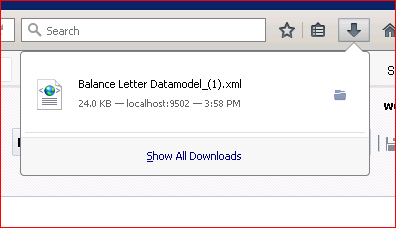 Search
Balance Letter Datamodel_(1).xml
24.0 KB — localhost:9502 — 3:58 PM
Show All Downloads